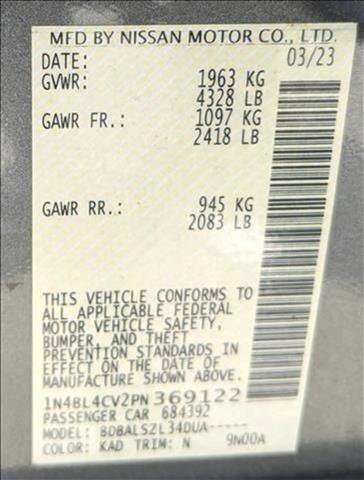 MFD BY NISSAN MOTOR CO., LTD.
DATE: 03/23
GVWR: 1963 KG
4328 LB
GAWR FR.: 1097 KG
2418 LB
GAWR RR.: 945 KG
2083 LB
THIS VEHICLE CONFORMS TO
ALL APPLICABLE FEDERAL
MOTOR VEHICLE SAFETY,
BUMPER, AND THEFT
PREVENTION STANDARDS IN
EFFECT ON THE DATE OF
MANUFACTURE SHOWN ABOVE.
1N4BL4CV2PN 369122
PASSENGER CAR 684392
MODEL: BDBALSZL34DUA-----
COLOR: KAD TRIM: N 9N00A